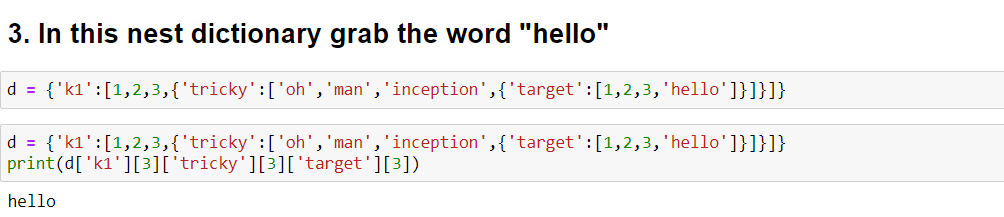 3. In this nest dictionary grab the word "hello"
d = {'k1':[1,2,3,{'tricky':['oh','man','inception',{'target':[1,2,3,'hello']}]}]}
d = {'k1':[1,2,3,{'tricky':['oh','man','inception',{'target':[1,2,3,'hello']}]}]}
print(d['k1'][3]['tricky'][3]['target'][3])
hello